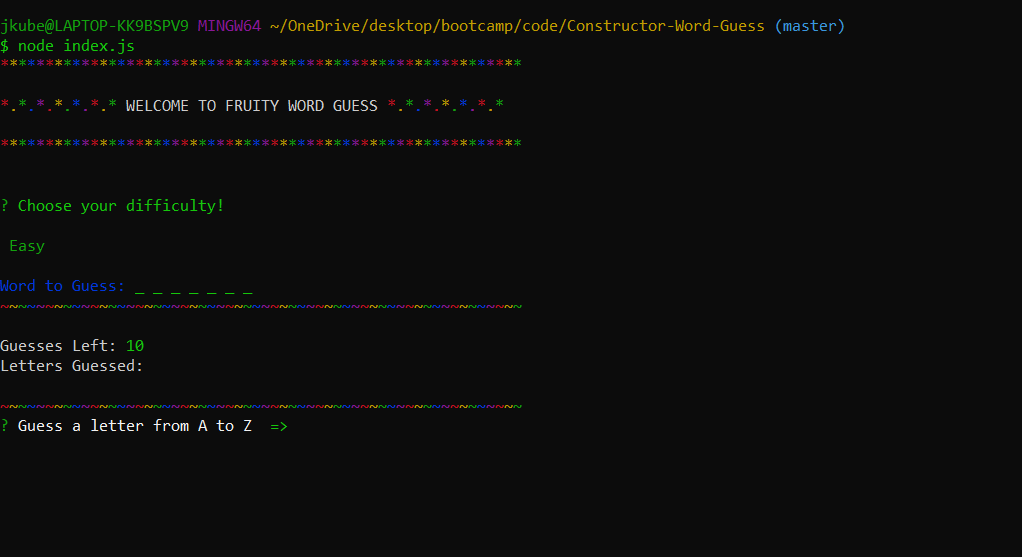 jkube@LAPTOP-KK9BSPV9 MINGW64 ~/OneDrive/desktop/bootcamp/code/Constructor-Word-Guess (master)
$ node index.js
**********************************************************
*.*.*.*.*.*.* WELCOME TO FRUITY WORD GUESS *.*.*.*.*.*.*
**********************************************************
? Choose your difficulty!
Easy
Word to Guess: _ _ _ _ _ _ _
~~~~~~~~~~~~~~~~~~~~~~~~~~~~~~~~~~~~~~~~~~~~~~~~~~~~~~~~~~
Guesses Left: 10
Letters Guessed:
~~~~~~~~~~~~~~~~~~~~~~~~~~~~~~~~~~~~~~~~~~~~~~~~~~~~~~~~~~
? Guess a letter from A to Z  =>